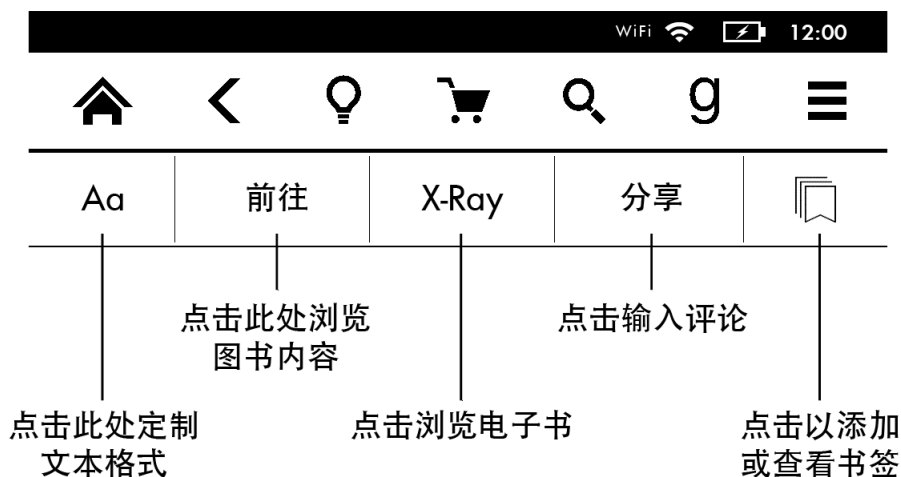 WiFi 12:00
g
Aa 前往 X-Ray 分享
点击此处浏览
图书内容
点击输入评论
点击此处定制
文本格式
点击浏览电子书
点击以添加
或查看书签